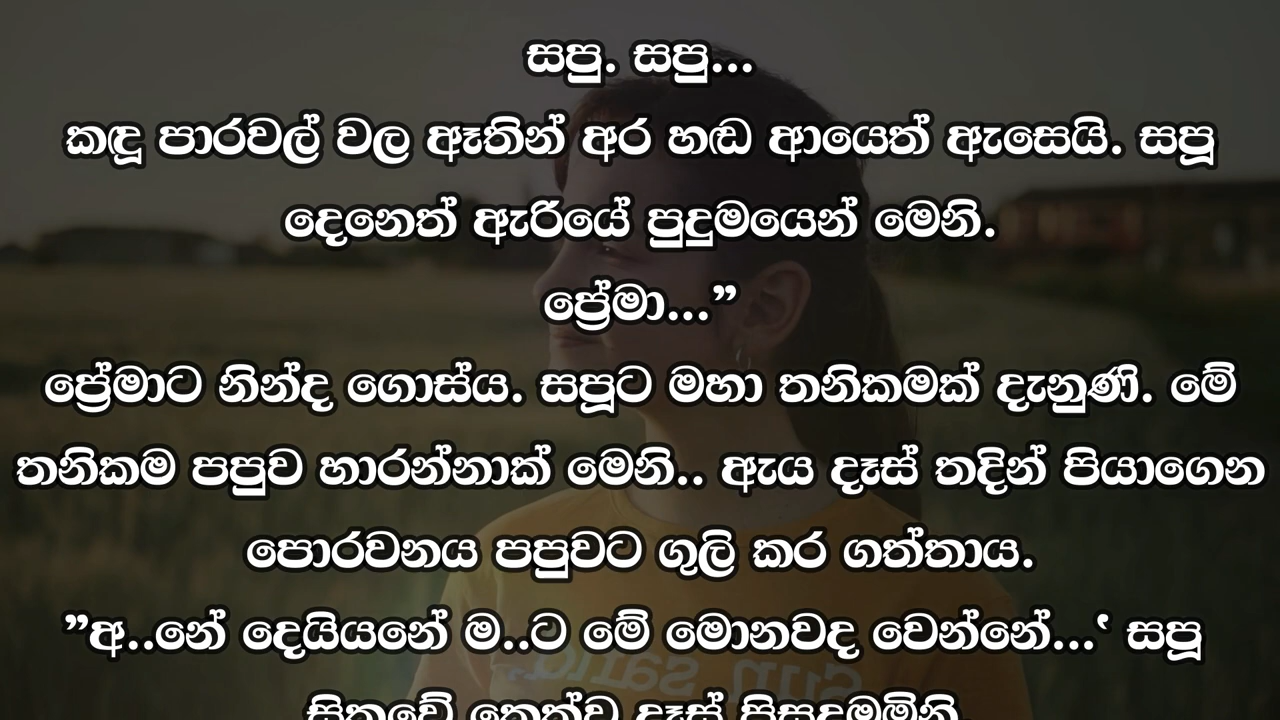 සපු. සපු...
කඳු පාරවල් වල ඈතින් අර හඬ ආයෙත් ඇසෙයි. සපූ
දෙනෙත් ඇරියේ පුදුමයෙන් මෙනි.
ප්‍රේමා...”
ප්‍රේමාට නින්ද ගොස්ය. සපූට මහා තනිකමක් දැනුණි. මේ
තනිකම පපුව හාරන්නාක් මෙනි.. ඇය දෑස් තදින් පියාගෙන
පොරවනය පපුවට ගුලි කර ගත්තාය.
”අ..නේ දෙයියනේ ම..ට මේ මොනවද වෙන්නේ...‘ සපූ
සිතුවේ තෙත්ව දෑස් පිසදමමිනි.